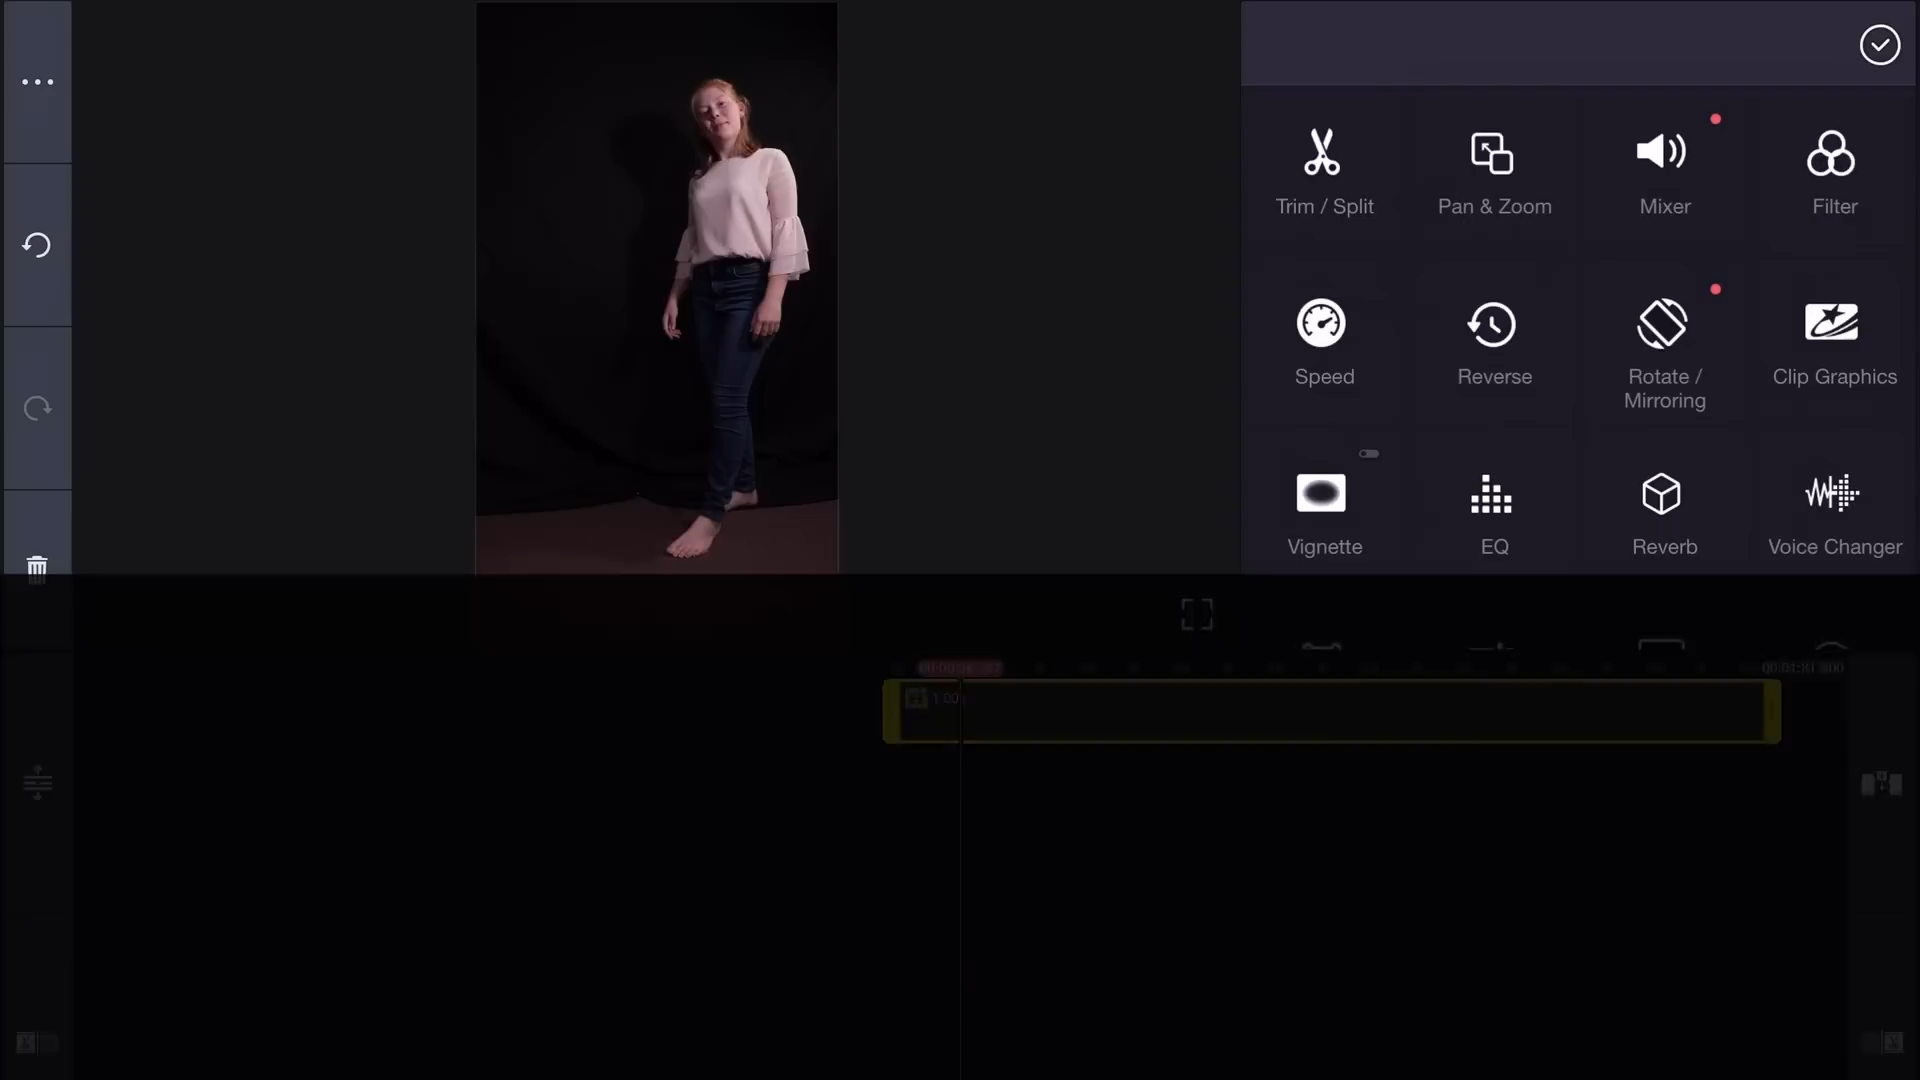 Trim / Split
Pan & Zoom
Mixer
Filter
Speed
Reverse
Rotate /
Mirroring
Clip Graphics
Vignette
EQ
Reverb
Voice Changer